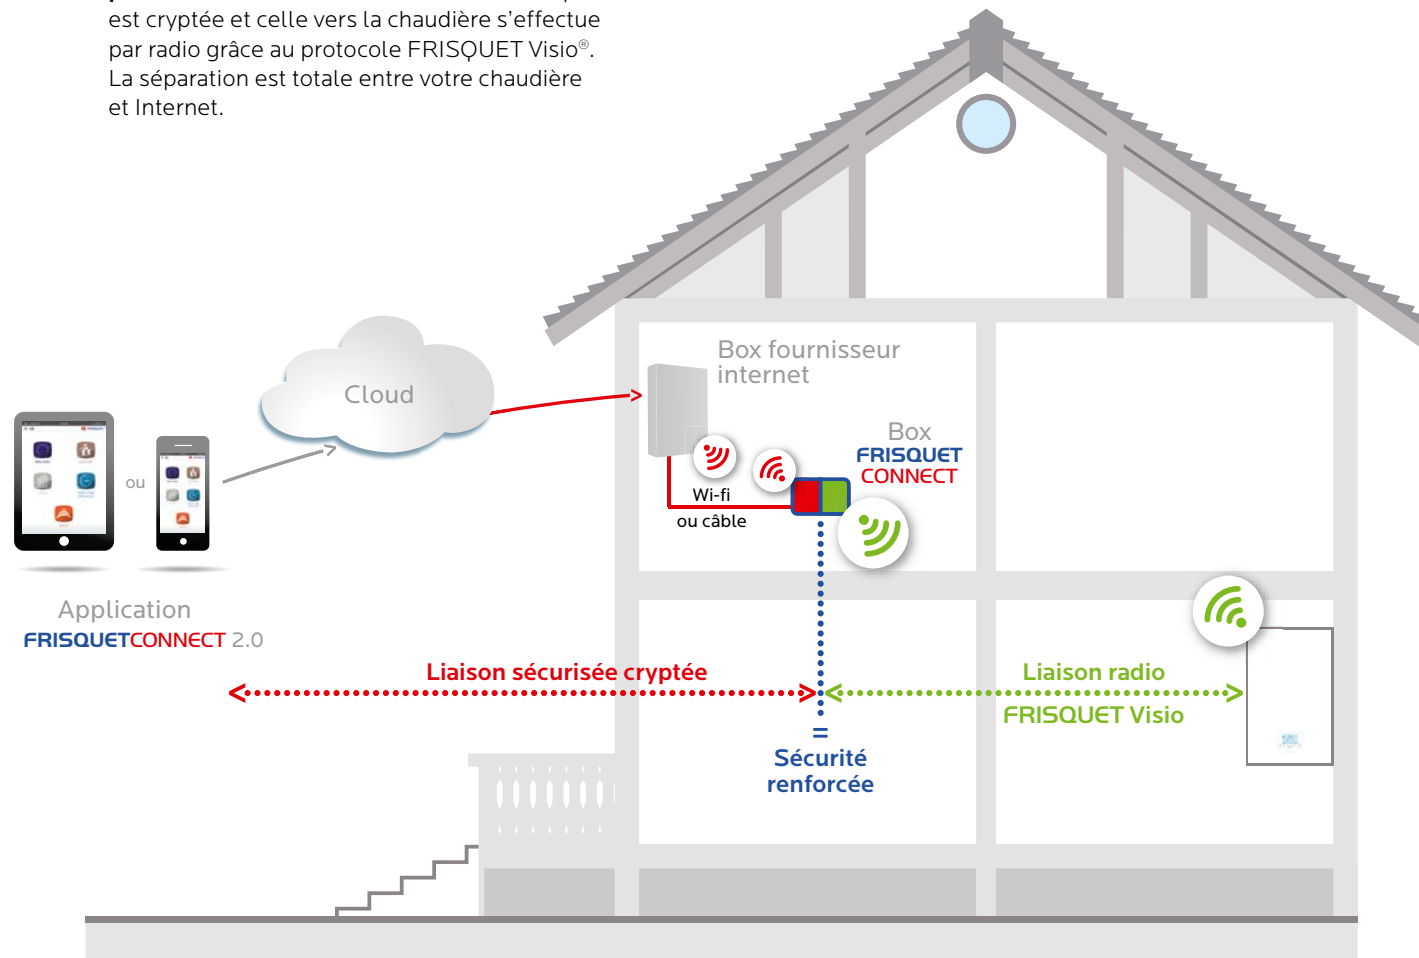 est cryptée et celle vers la chaudière s’effectue
par radio grâce au protocole FRISQUET Visio®.
La séparation est totale entre votre chaudière
et Internet.
Cloud
Box fournisseur
internet
Box
FRISQUET
CONNECT
Wi-fi
ou câble
ou
Application
FRISQUETCONNECT 2.0
Liaison sécurisée cryptée
Liaison radio
FRISQUET Visio
=
Sécurité
renforcée